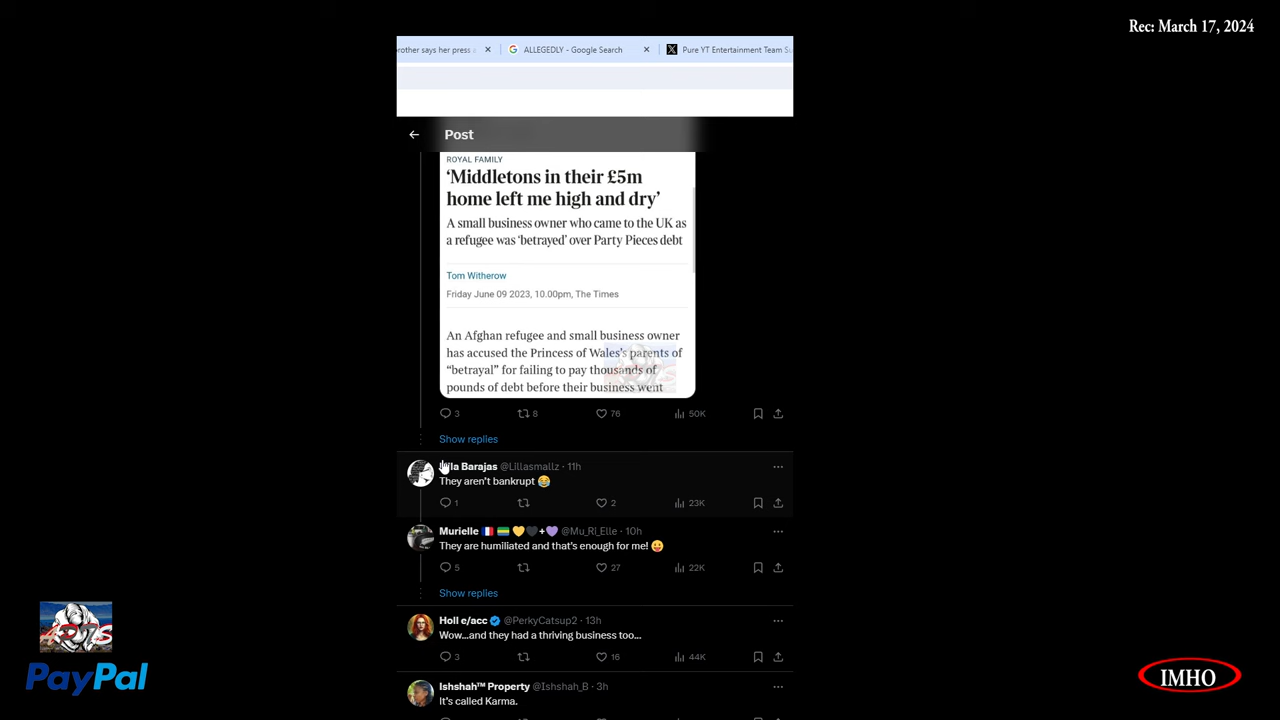 Rec: March 17, 2024
brother says her press
ALLEGEDLY - Google Search
Pure YT Entertainment Team
Post
ROYAL FAMILY
‘Middletons in their £5m
home left me high and dry’
A small business owner who came to the UK as
a refugee was ‘betrayed’ over Party Pieces debt
Tom Witherow
Friday June 09 2023, 10.00pm, The Times
An Afghan refugee and small business owner
has accused the Princess of Wales’s parents of
“betrayal” for failing to pay thousands of
pounds of debt before their business went
3 8 76 50K
Show replies
Barajas @Lillasmallz · 11h
They aren't bankrupt 😂
1 2 23K
Murielle 💛🖤+💜 @Mu_Ri_Elle · 10h
They are humiliated and that's enough for me! 😛
5 27 22K
Show replies
Holl e/acc @PerkyCatsup2 · 13h
Wow...and they had a thriving business too...
3 16 44K
Ishshah™ Property @Ishshah_B · 3h
It's called Karma.
PayPal
IMHO